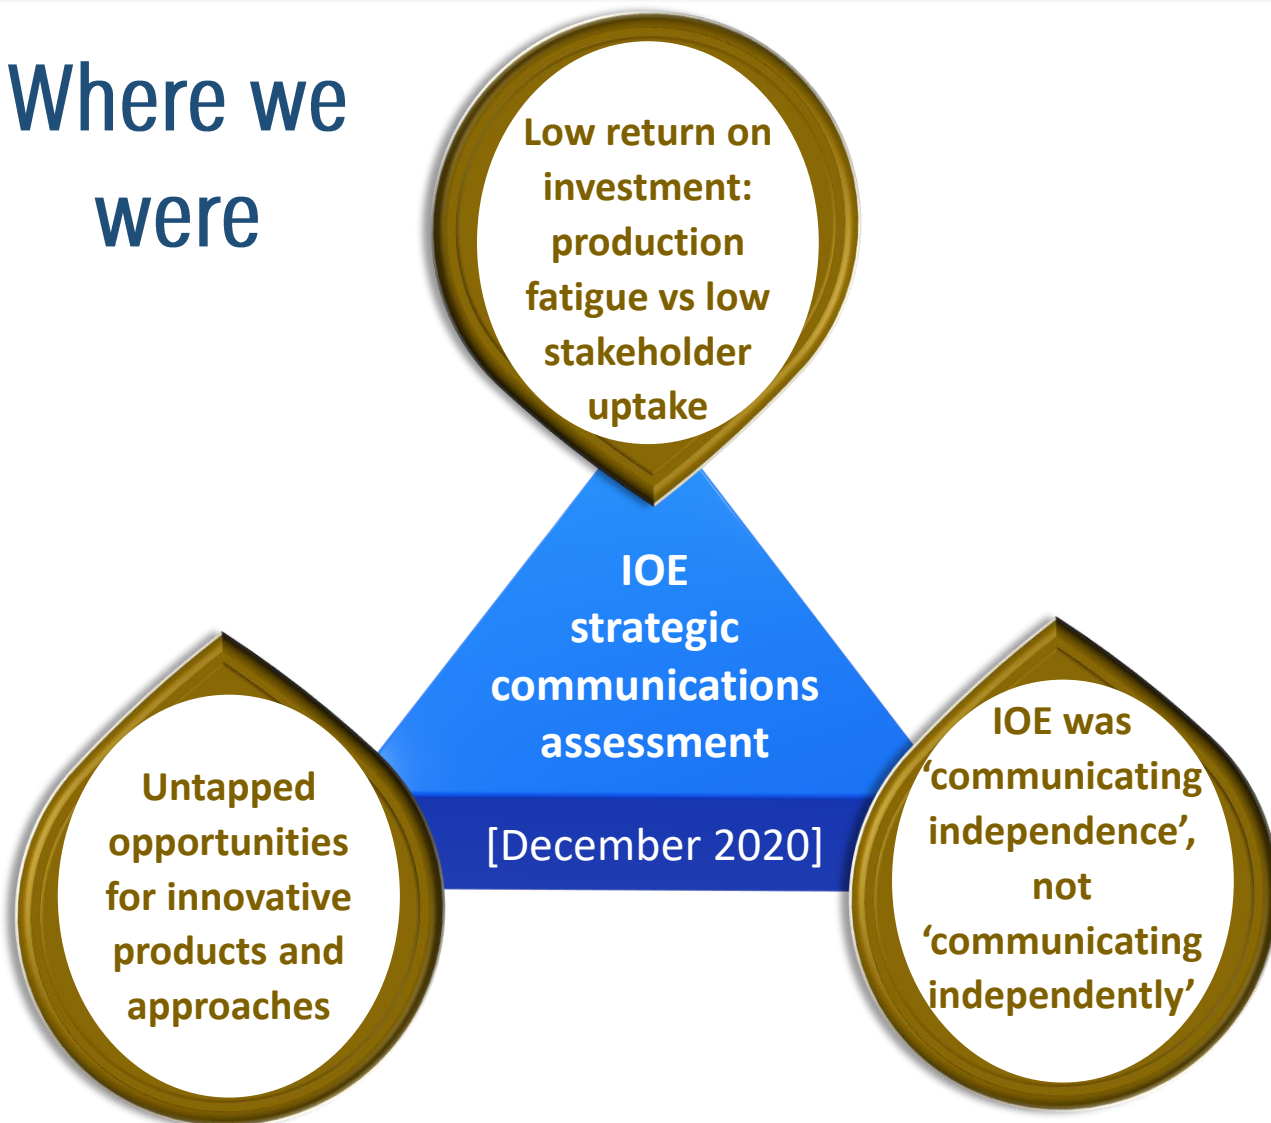 Where we
were
Low return on
investment:
production
fatigue vs low
stakeholder
uptake
IOE
strategic
communications
assessment
[December 2020]
Untapped
opportunities
for innovative
products and
approaches
IOE was
‘communicating
independence’,
not
‘communicating
independently’